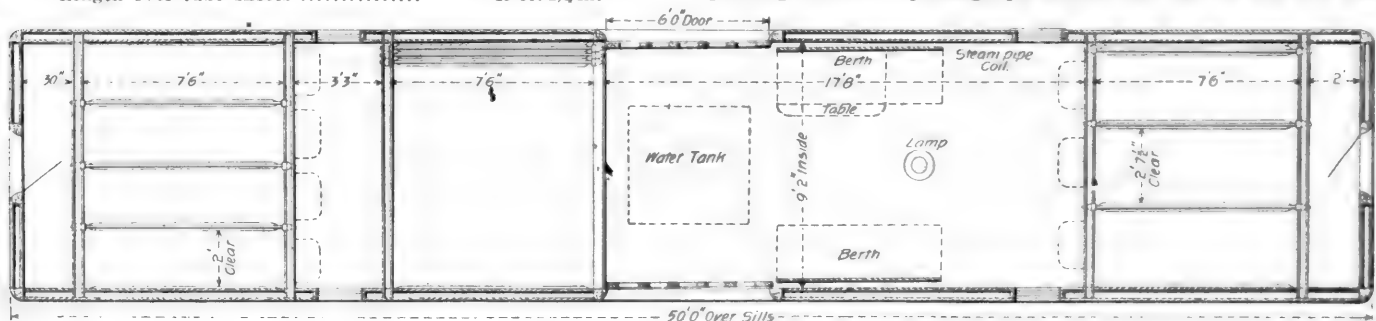 6'0" Door
Berth
Steam pipe
Coil.
30"
7'6"
3'3"
7'6"
17'8"
7'6"
2'
Table
Water Tank
9'2" Inside
Lamp
2'7½"
Clear
2'
Clear
Berth
50'0" Over Sills